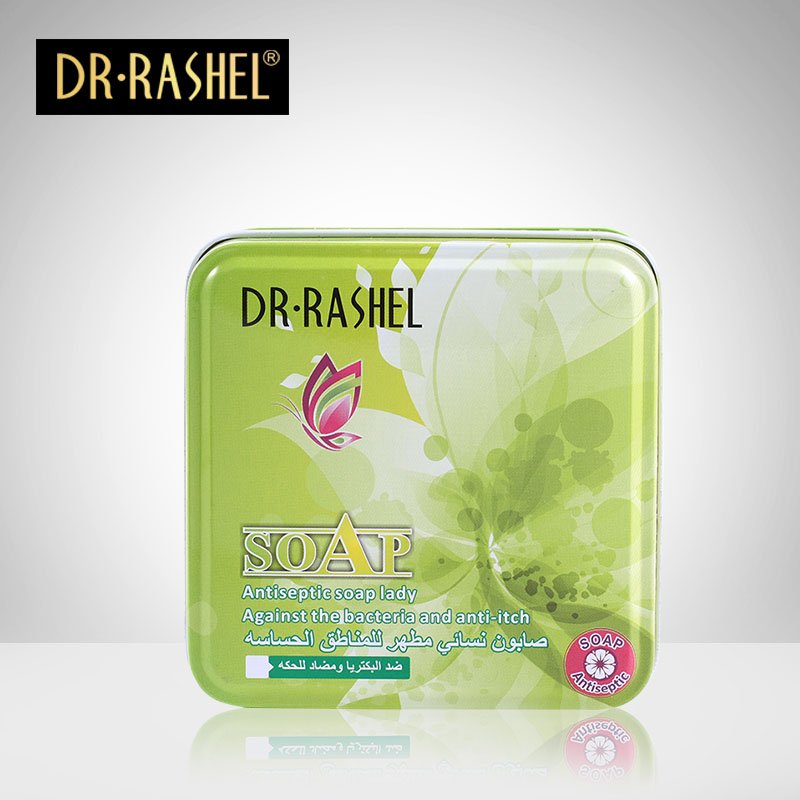 DR·RASHEL®
DR·RASHEL
SOAP
Antiseptic soap lady
Against the bacteria and anti-itch
صابون نسائي مطهر للمناطق الحساسه
ضد البكتريا ومضاد للحكه
SOAP
Antiseptic